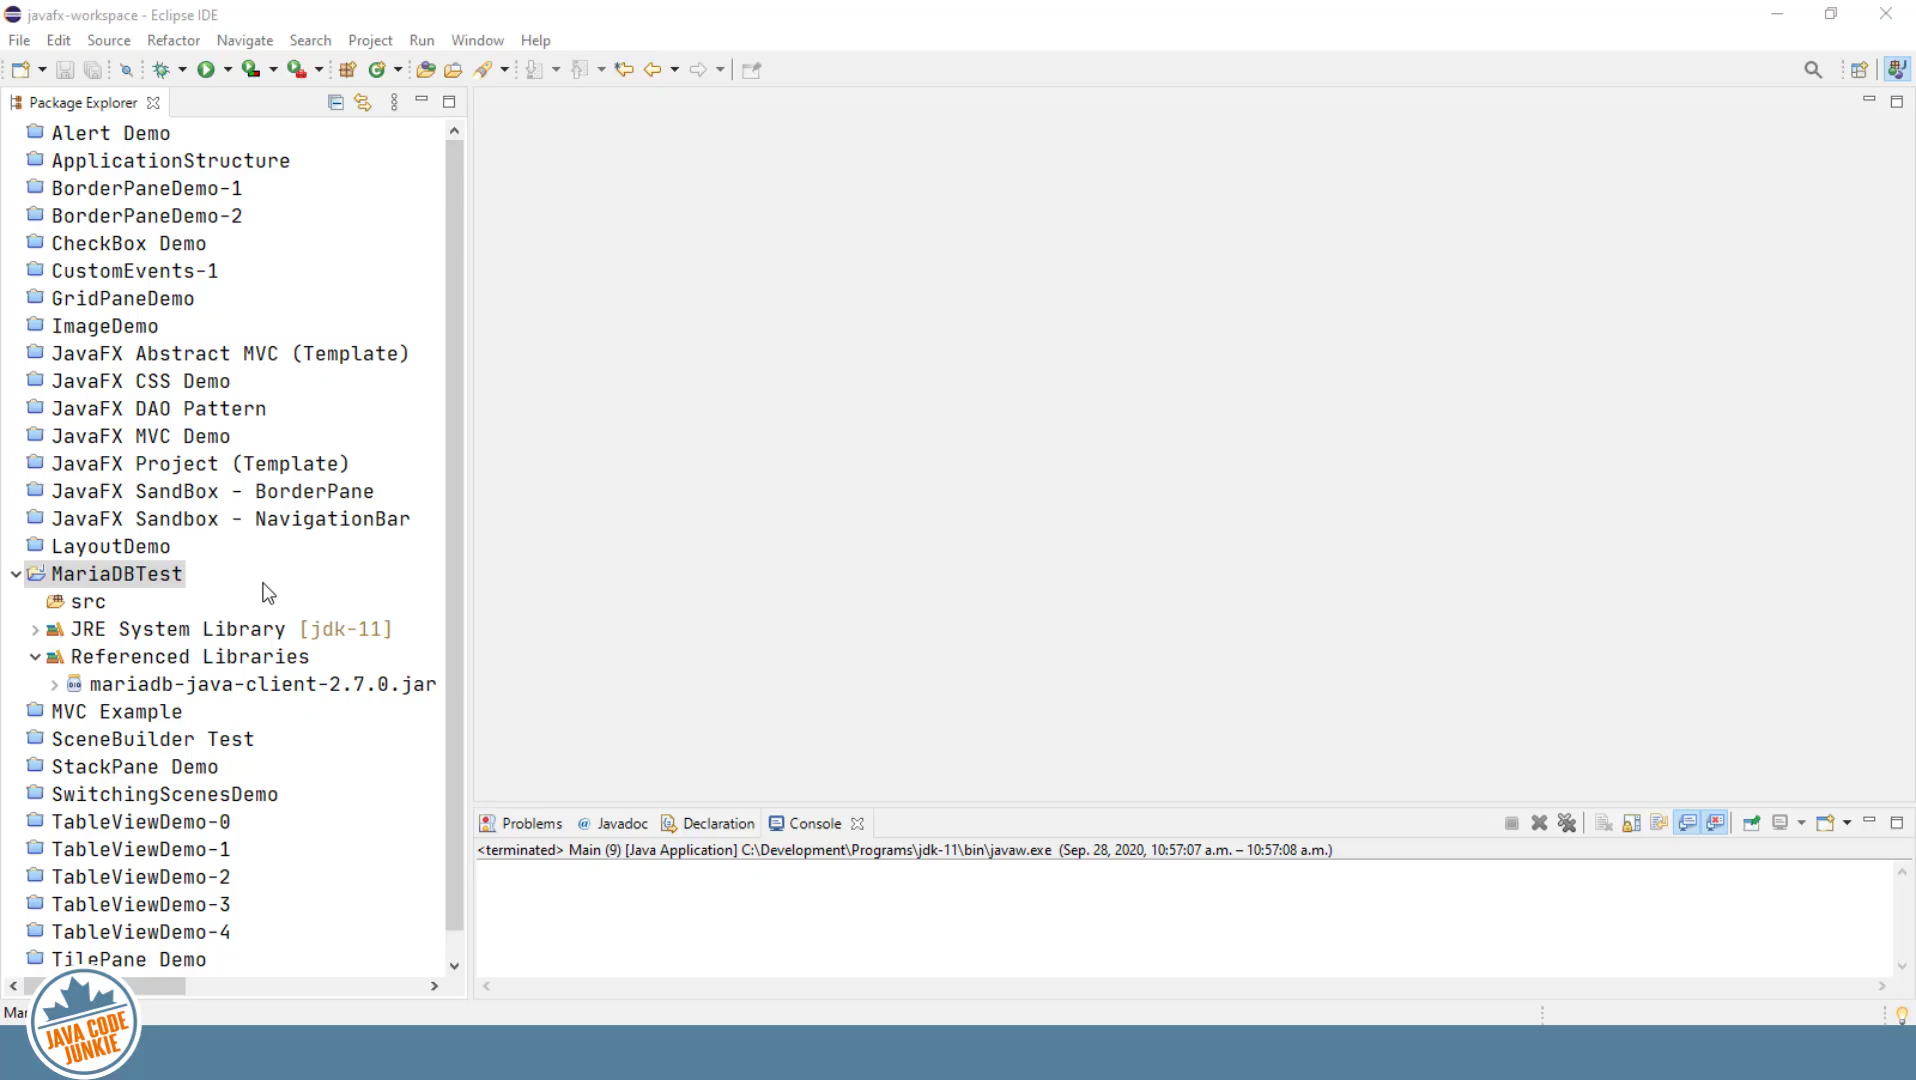 javafx-workspace - Eclipse IDE
File Edit Source Refactor Navigate Search Project Run Window Help
Package Explorer
Alert Demo
ApplicationStructure
BorderPaneDemo-1
BorderPaneDemo-2
CheckBox Demo
CustomEvents-1
GridPaneDemo
ImageDemo
JavaFX Abstract MVC (Template)
JavaFX CSS Demo
JavaFX DAO Pattern
JavaFX MVC Demo
JavaFX Project (Template)
JavaFX SandBox - BorderPane
JavaFX Sandbox - NavigationBar
LayoutDemo
MariaDBTest
src
JRE System Library [jdk-11]
Referenced Libraries
mariadb-java-client-2.7.0.jar
MVC Example
SceneBuilder Test
StackPane Demo
SwitchingScenesDemo
TableViewDemo-0
TableViewDemo-1
TableViewDemo-2
TableViewDemo-3
TableViewDemo-4
TilePane Demo
Problems @ Javadoc Declaration Console
<terminated> Main (9) [Java Application] C:\Development\Programs\jdk-11\bin\javaw.exe (Sep. 28, 2020, 10:57:07 a.m. – 10:57:08 a.m.)
JAVA CODE
JUNKIE